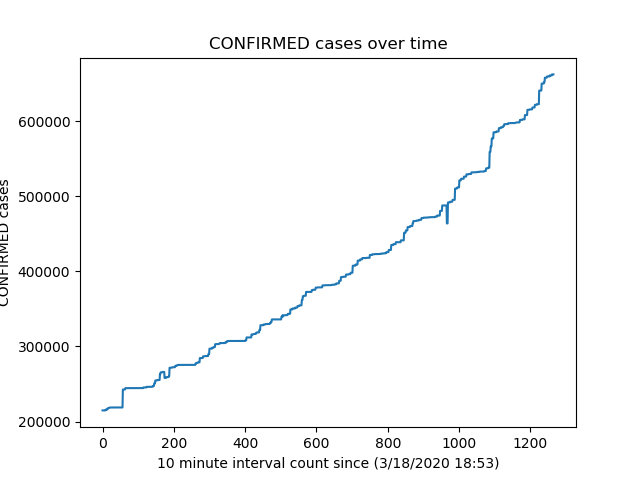 CONFIRMED cases over time
600000
500000
400000
300000
200000
CONFIRMED cases
0 200 400 600 800 1000 1200
10 minute interval count since (3/18/2020 18:53)